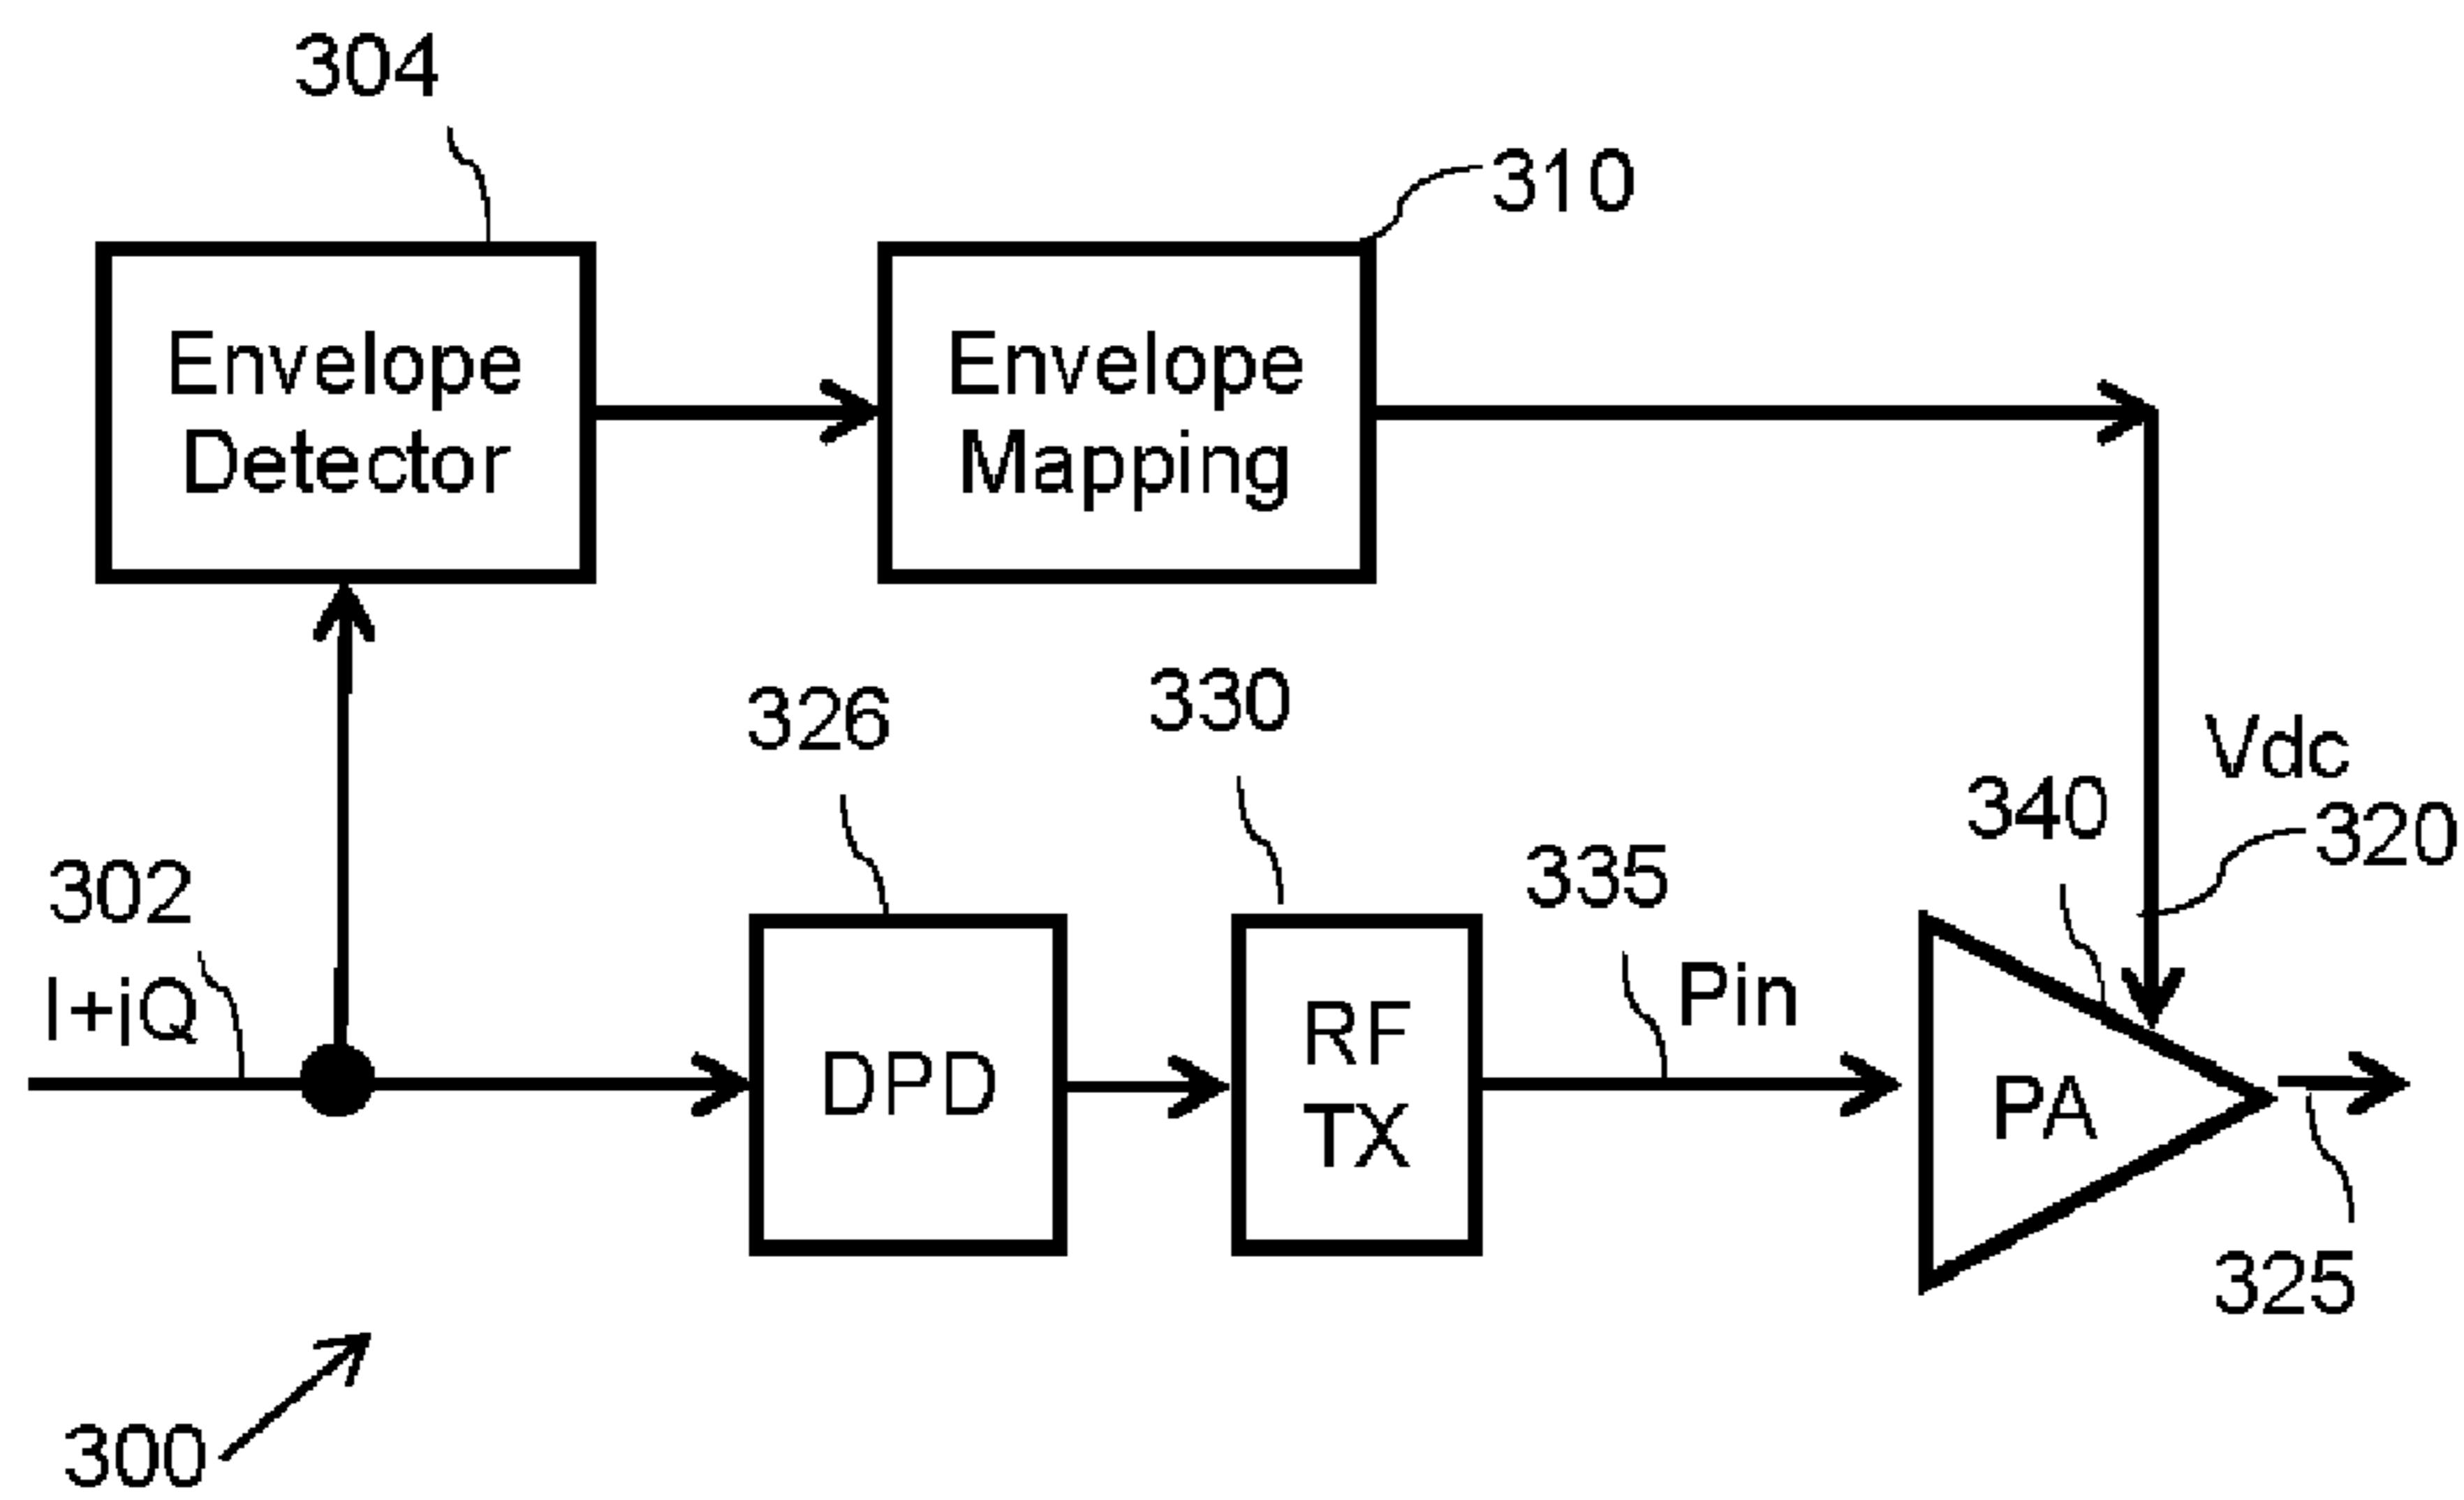 304
310
Envelope
Detector
Envelope
Mapping
326
330
Vdc
340
320
335
302
I+jQ
Pin
DPD
RF
TX
PA
325
300